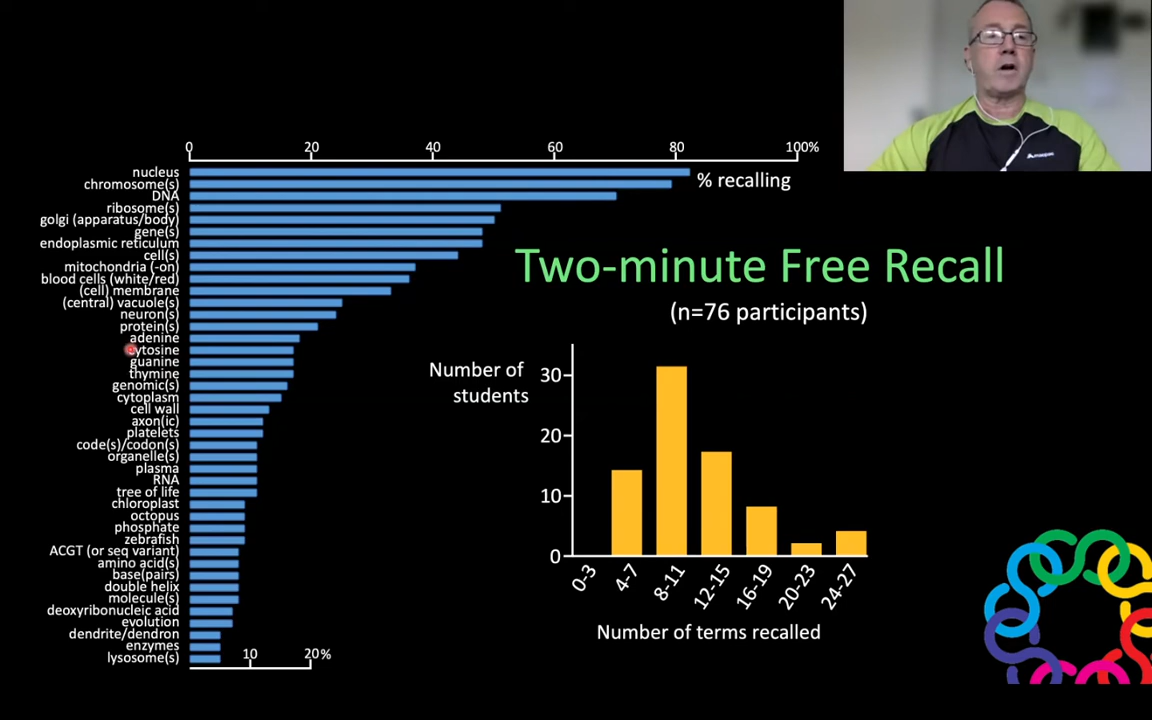 0 20 40 60 80 100%
nucleus
chromosome(s)
DNA
ribosome(s)
golgi (apparatus/body)
gene(s)
endoplasmic reticulum
cell(s)
mitochondria (-on)
blood cells (white/red)
(cell) membrane
(central) vacuole(s)
neuron(s)
protein(s)
adenine
cytosine
guanine
thymine
genomic(s)
cytoplasm
cell wall
axon(ic)
platelets
code(s)/codon(s)
organelle(s)
plasma
RNA
tree of life
chloroplast
octopus
phosphate
zebrafish
ACGT (or seq variant)
amino acid(s)
base(pairs)
double helix
molecule(s)
deoxyribonucleic acid
evolution
dendrite/dendron
enzymes
lysosome(s)
10 20%
% recalling
Two-minute Free Recall
(n=76 participants)
Number of
students
30
20
10
0
0-3 4-7 8-11 12-15 16-19 20-23 24-27
Number of terms recalled